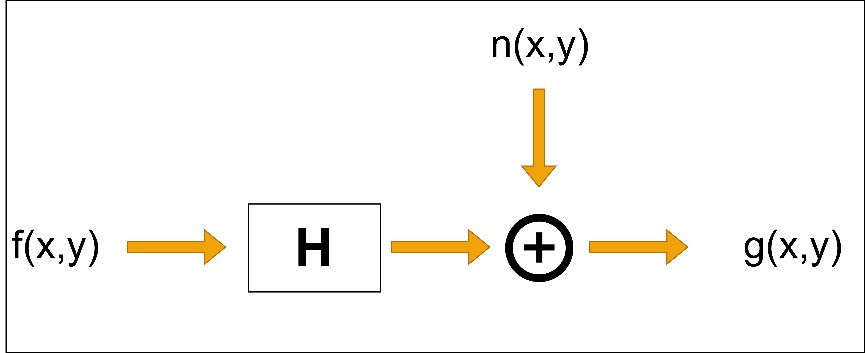 n(x,y)
f(x,y)
H
+
g(x,y)